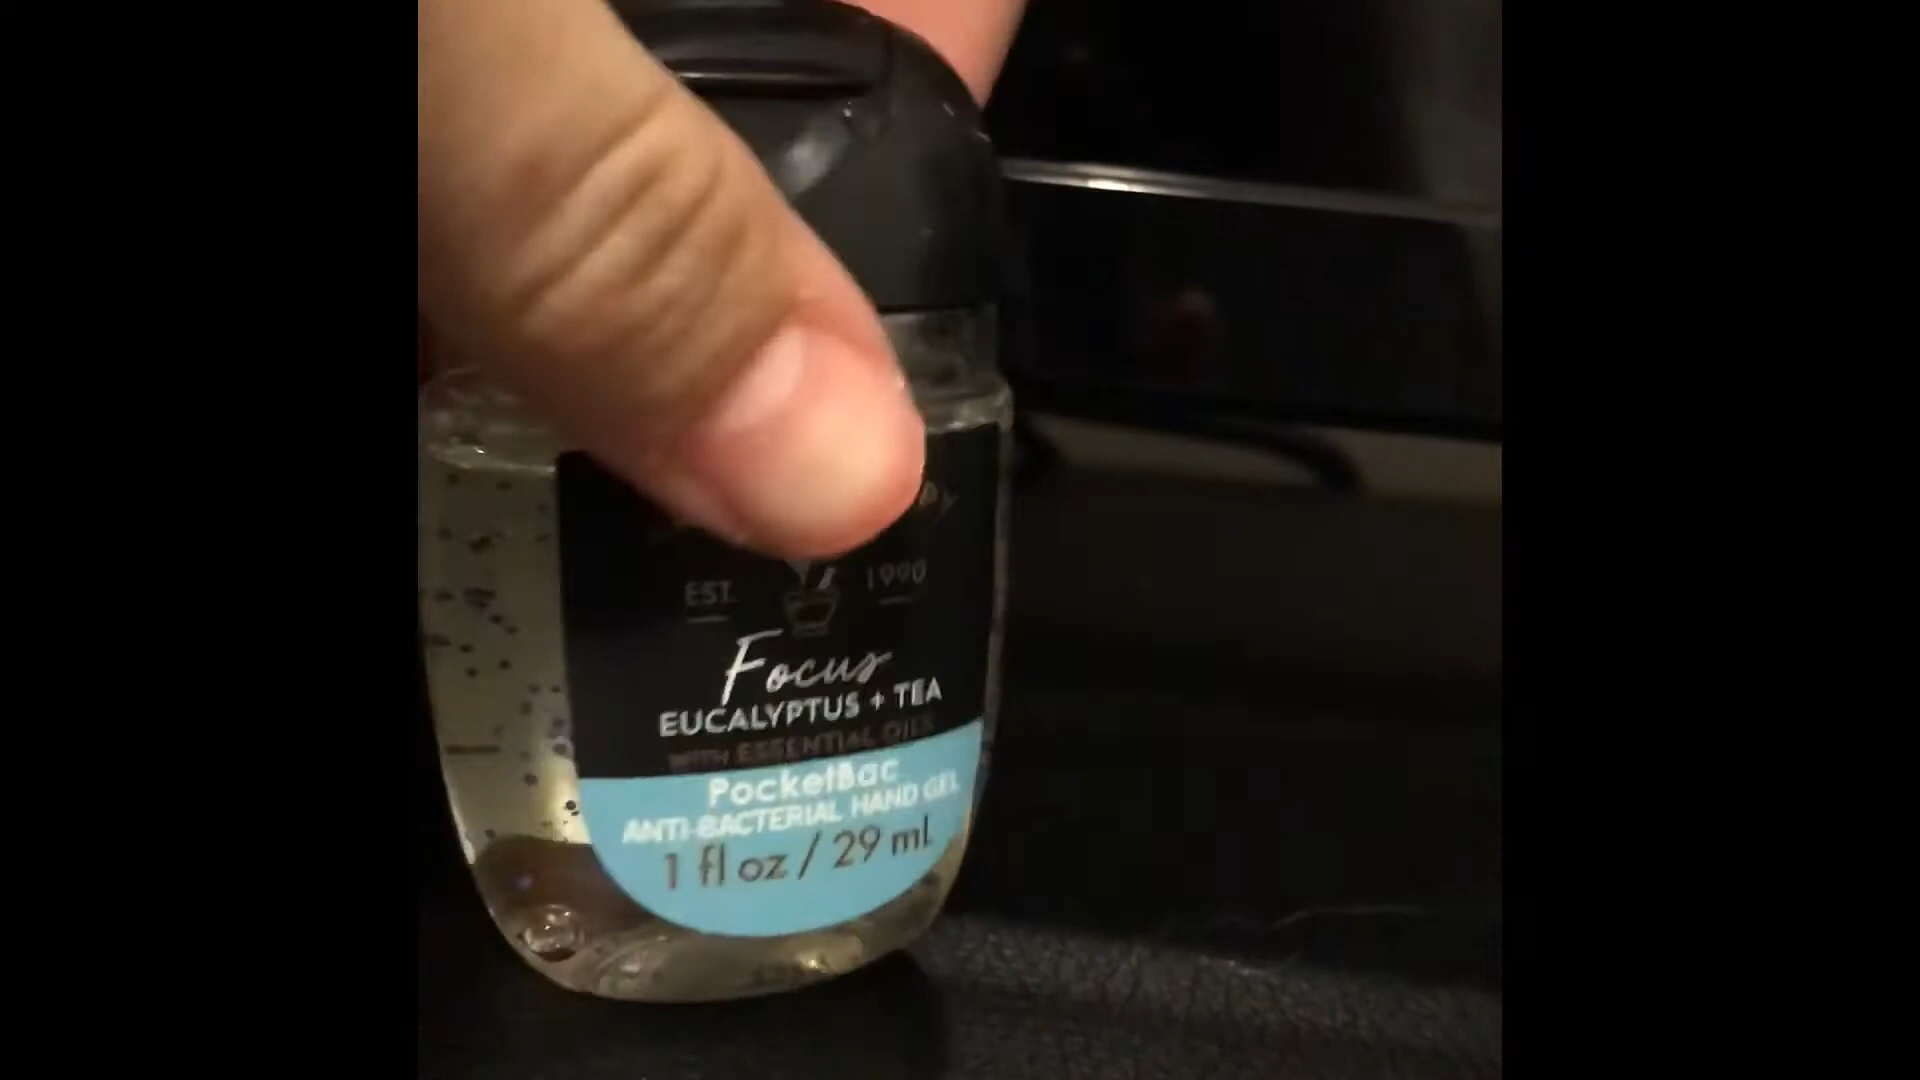 EST. 1990
Focus
EUCALYPTUS + TEA
WITH ESSENTIAL OILS
PocketBac
ANTI-BACTERIAL HAND GEL
1 fl oz / 29 mL